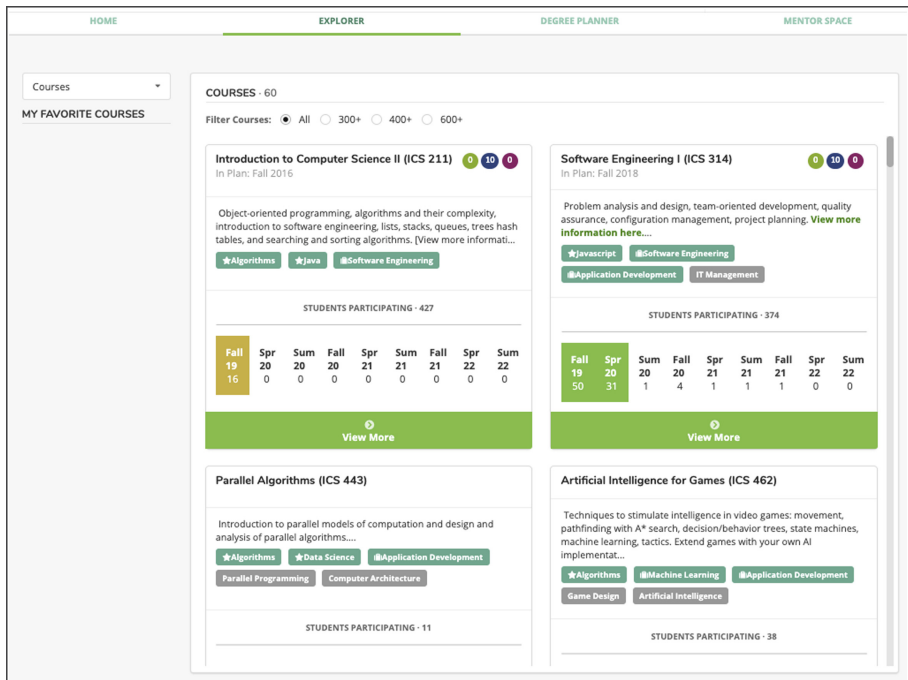 HOME EXPLORER DEGREE PLANNER MENTOR SPACE
Courses
MY FAVORITE COURSES
COURSES - 60
Filter Courses: All 300+ 400+ 600+
Introduction to Computer Science II (ICS 211) 0 10 0
In Plan: Fall 2016
Object-oriented programming, algorithms and their complexity,
introduction to software engineering, lists, stacks, queues, trees hash
tables, and searching and sorting algorithms. [View more informati...
Algorithms Java Software Engineering
STUDENTS PARTICIPATING · 427
Fall Spr Sum Fall Spr Sum Fall Spr Sum
19 20 20 20 21 21 21 22 22
16 0 0 0 0 0 0 0 0
View More
Software Engineering I (ICS 314) 0 10 0
In Plan: Fall 2018
Problem analysis and design, team-oriented development, quality
assurance, configuration management, project planning. View more
information here....
Javascript Software Engineering
Application Development IT Management
STUDENTS PARTICIPATING · 374
Fall Spr Sum Fall Spr Sum Fall Spr Sum
19 20 20 20 21 21 21 22 22
50 31 1 4 1 1 1 0 0
View More
Parallel Algorithms (ICS 443)
Introduction to parallel models of computation and design and
analysis of parallel algorithms....
Algorithms Data Science Application Development
Parallel Programming Computer Architecture
STUDENTS PARTICIPATING · 11
Artificial Intelligence for Games (ICS 462)
Techniques to stimulate intelligence in video games: movement,
pathfinding with A* search, decision/behavior trees, state machines,
machine learning, tactics. Extend games with your own AI
implementat...
Algorithms Machine Learning Application Development
Game Design Artificial Intelligence
STUDENTS PARTICIPATING · 38